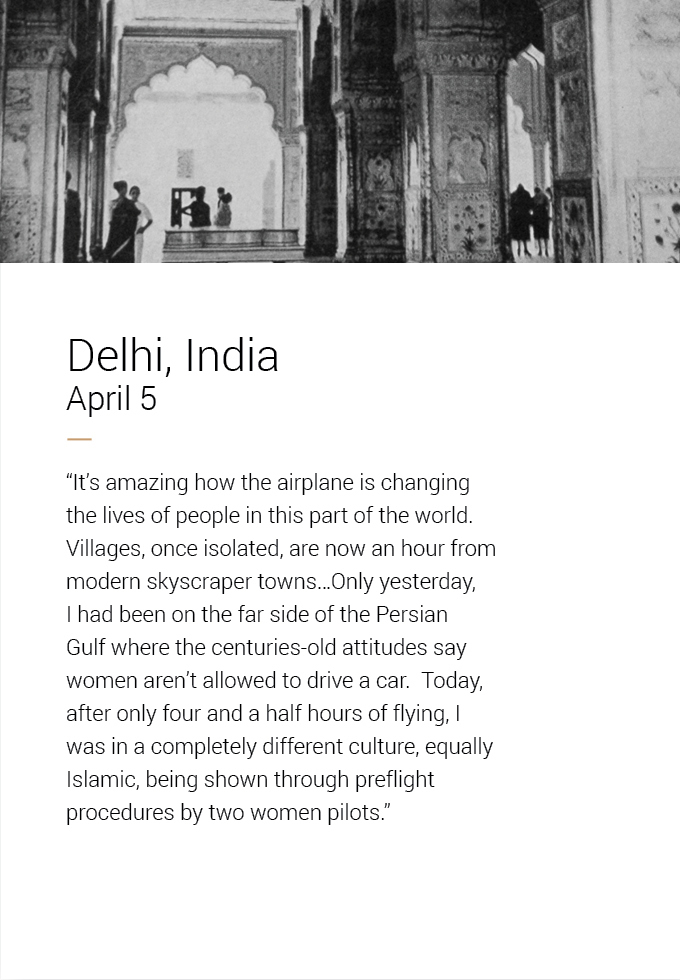 Delhi, India
April 5
“It’s amazing how the airplane is changing
the lives of people in this part of the world.
Villages, once isolated, are now an hour from
modern skyscraper towns...Only yesterday,
I had been on the far side of the Persian
Gulf where the centuries-old attitudes say
women aren’t allowed to drive a car.  Today,
after only four and a half hours of flying, I
was in a completely different culture, equally
Islamic, being shown through preflight
procedures by two women pilots.”